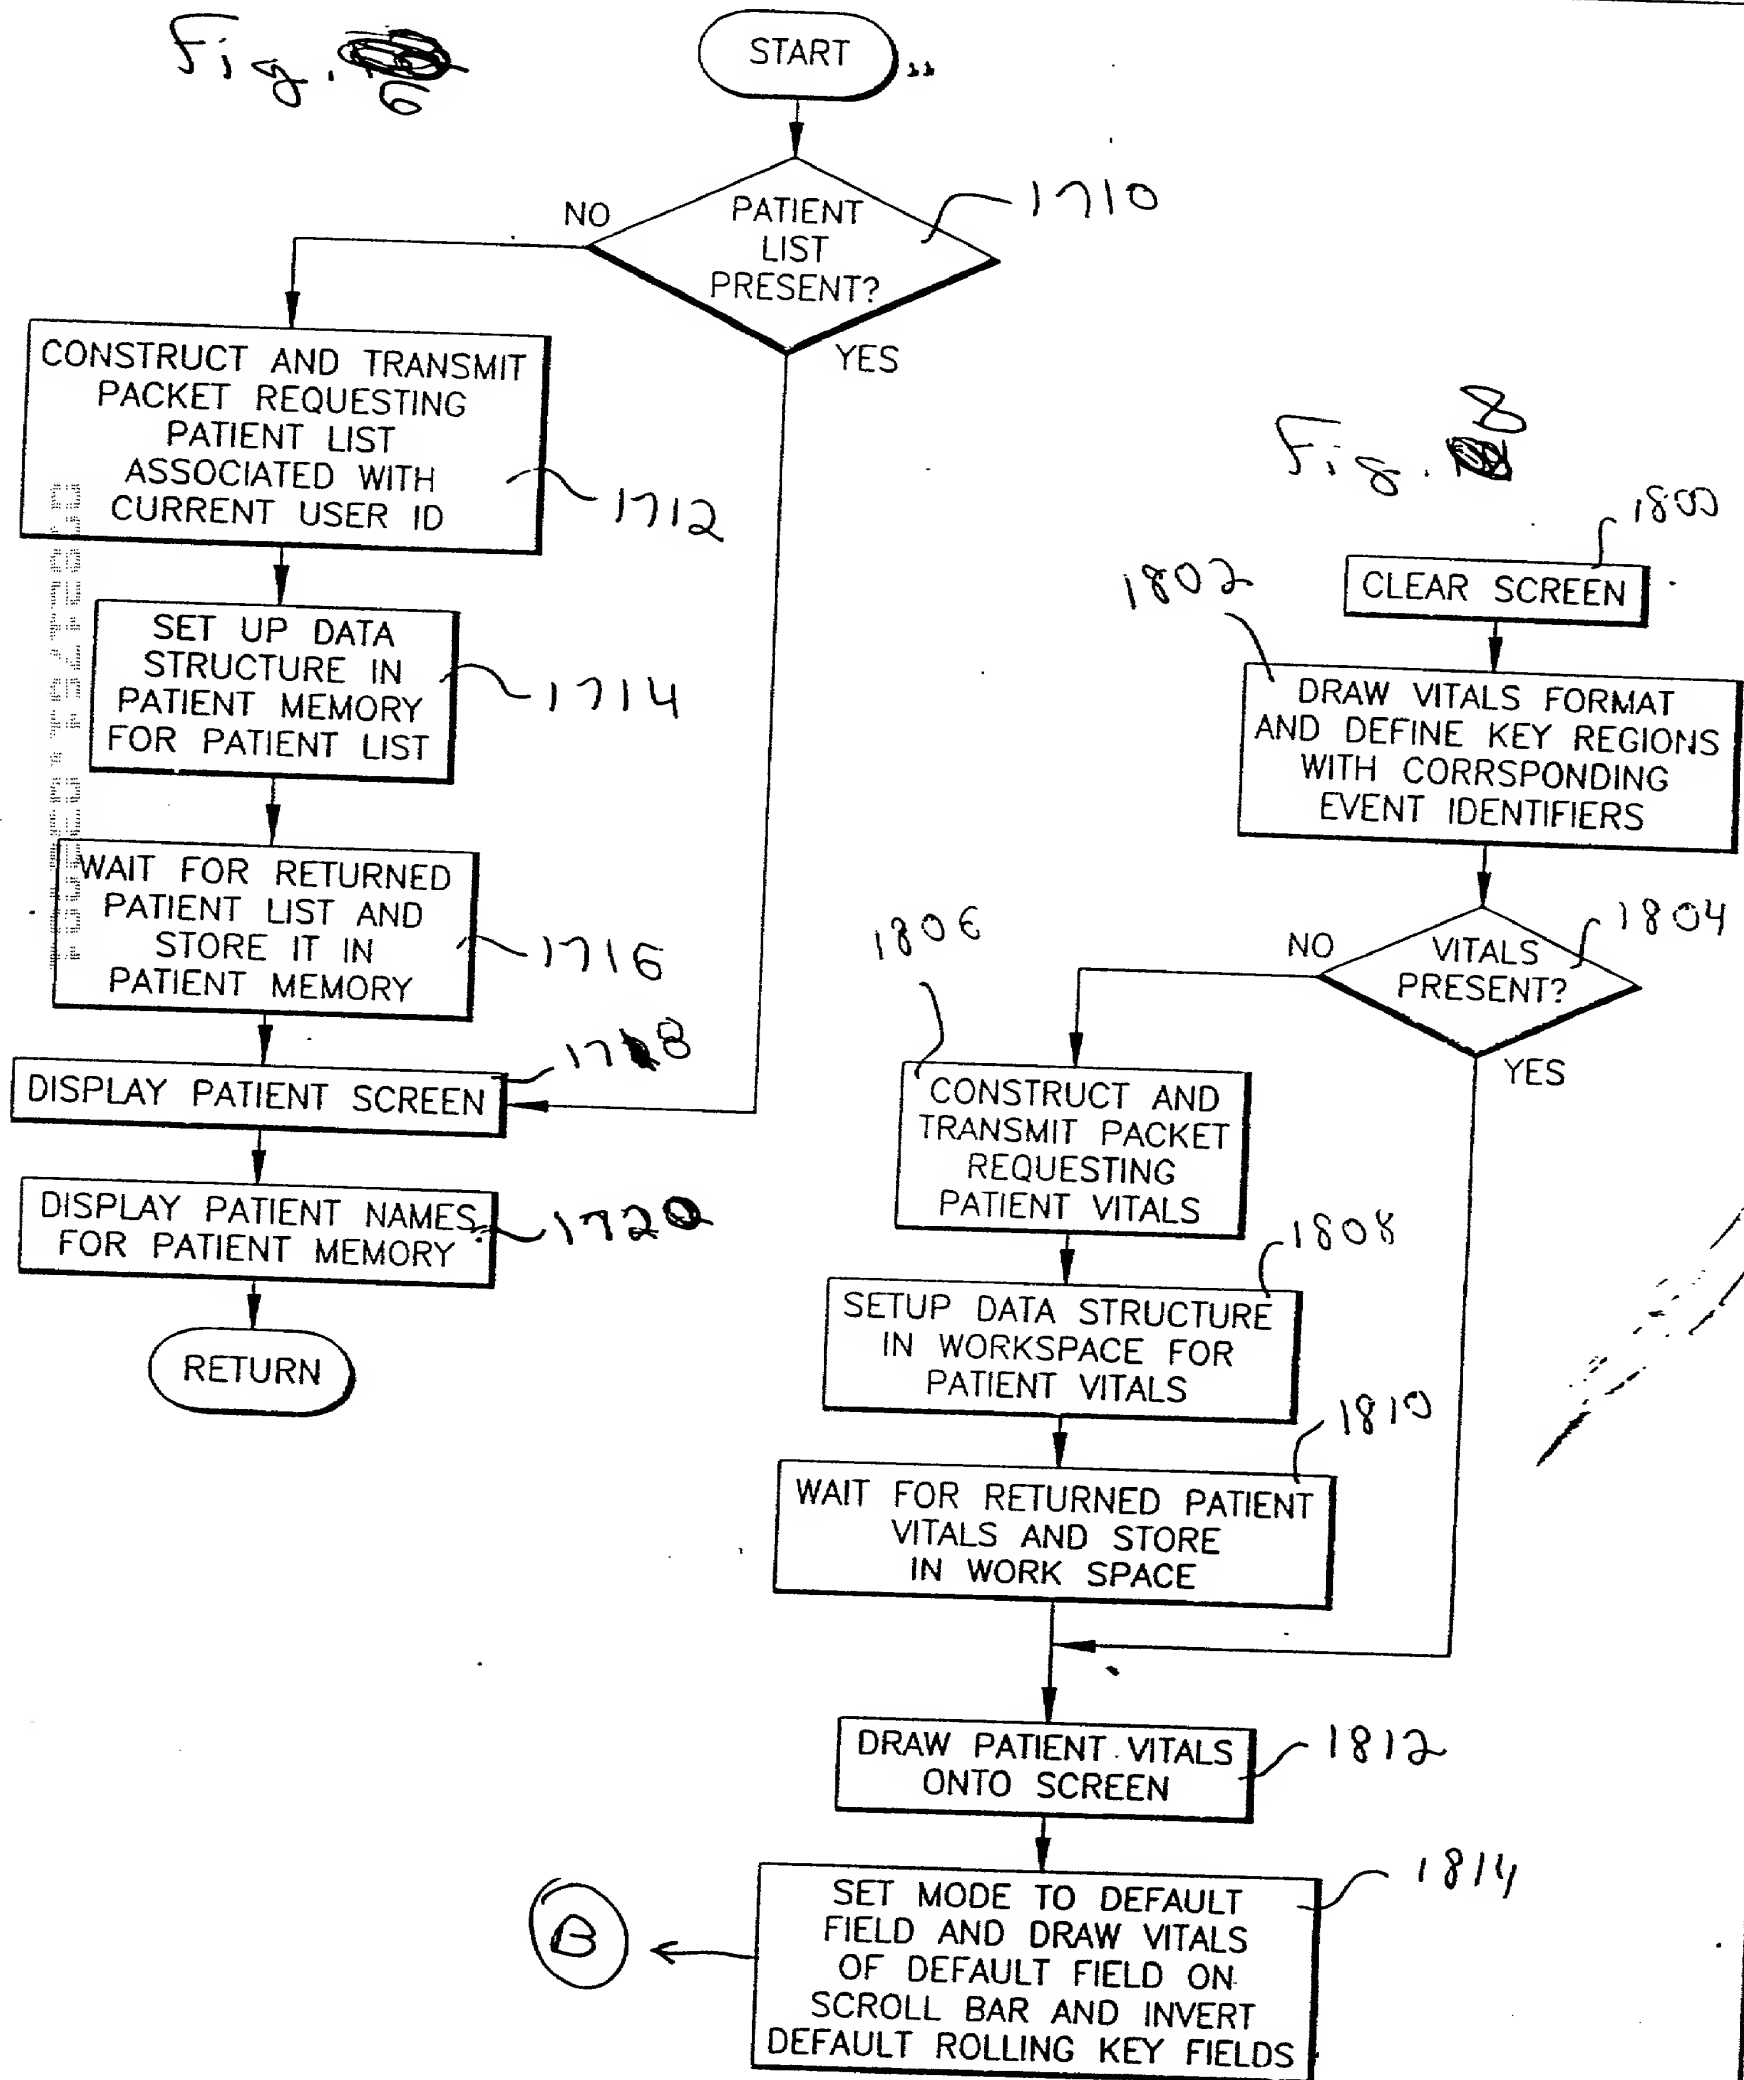 Fig. 6
START
1710
NO
PATIENT
LIST
PRESENT?
YES
CONSTRUCT AND TRANSMIT
PACKET REQUESTING
PATIENT LIST
ASSOCIATED WITH
CURRENT USER ID
1712
SET UP DATA
STRUCTURE IN
PATIENT MEMORY
FOR PATIENT LIST
1714
WAIT FOR RETURNED
PATIENT LIST AND
STORE IT IN
PATIENT MEMORY
1716
1718
DISPLAY PATIENT SCREEN
DISPLAY PATIENT NAMES
FOR PATIENT MEMORY
1720
RETURN
Fig. 8
1800
CLEAR SCREEN
1802
DRAW VITALS FORMAT
AND DEFINE KEY REGIONS
WITH CORRSPONDING
EVENT IDENTIFIERS
1804
NO
VITALS
PRESENT?
YES
1806
CONSTRUCT AND
TRANSMIT PACKET
REQUESTING
PATIENT VITALS
1808
SETUP DATA STRUCTURE
IN WORKSPACE FOR
PATIENT VITALS
1810
WAIT FOR RETURNED PATIENT
VITALS AND STORE
IN WORK SPACE
DRAW PATIENT VITALS
ONTO SCREEN
1812
1814
SET MODE TO DEFAULT
FIELD AND DRAW VITALS
OF DEFAULT FIELD ON
SCROLL BAR AND INVERT
DEFAULT ROLLING KEY FIELDS
B